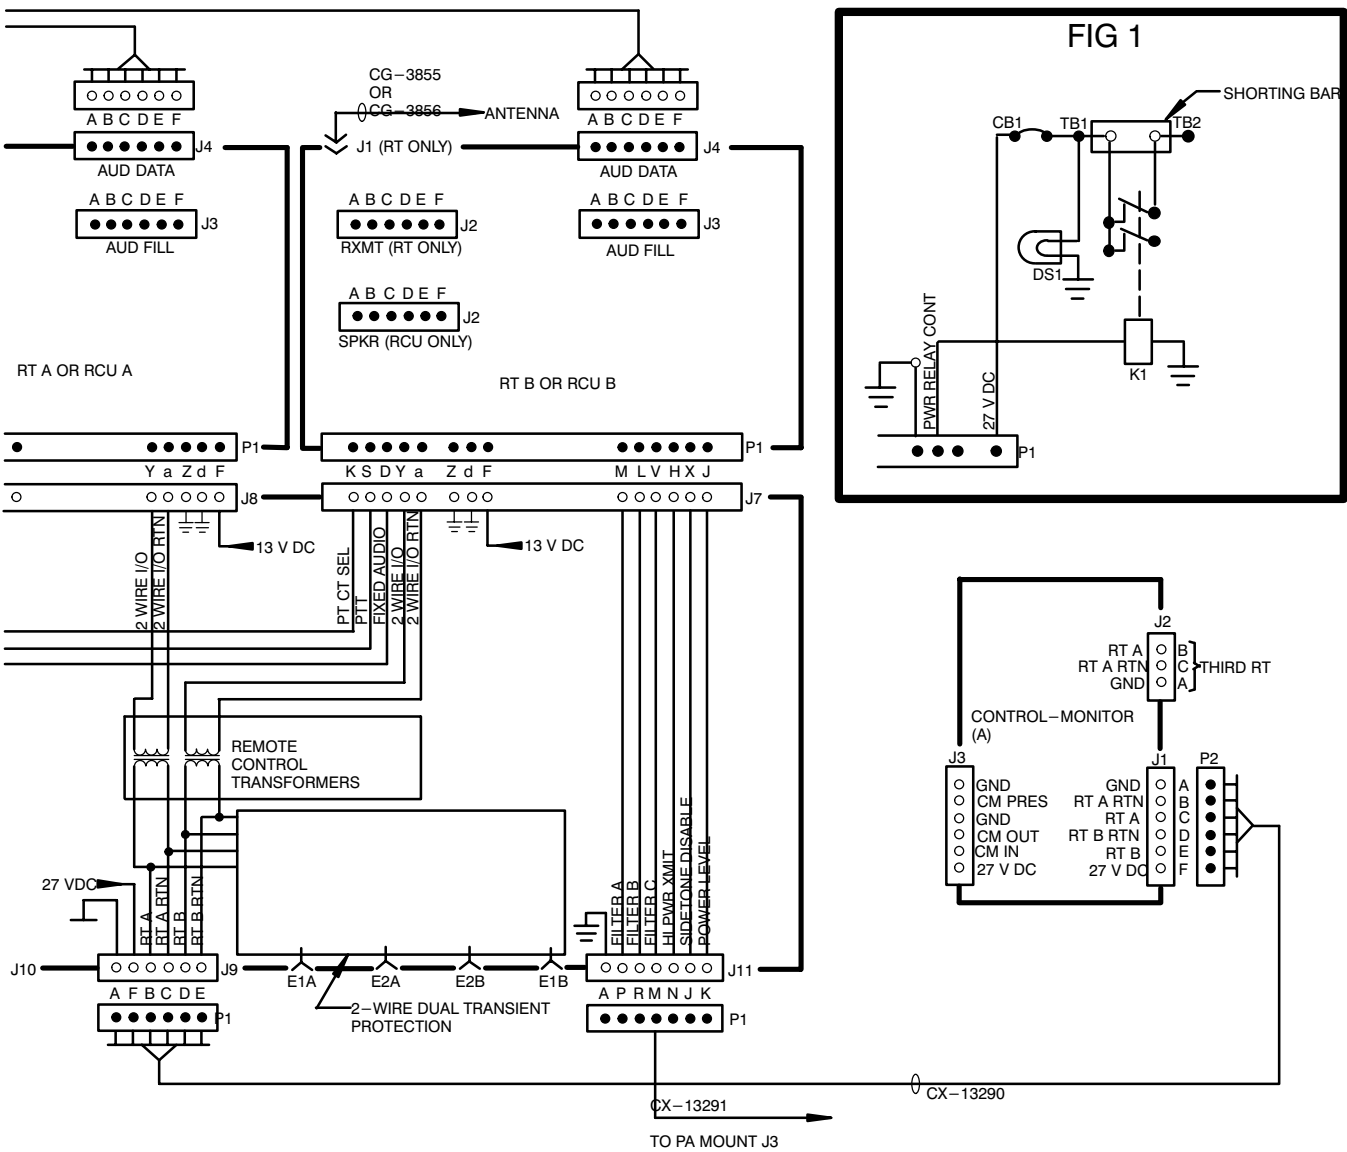 FIG 1
CG-3855
OR
CG-3856
ANTENNA
SHORTING BAR
CB1
TB1
TB2
A B C D E F
A B C D E F
J4
J1 (RT ONLY)
J4
AUD DATA
AUD DATA
A B C D E F
A B C D E F
A B C D E F
J3
J2
J3
AUD FILL
RXMT (RT ONLY)
AUD FILL
DS1
A B C D E F
J2
SPKR (RCU ONLY)
PWR RELAY CONT
27 V DC
K1
RT A OR RCU A
RT B OR RCU B
P1
P1
P1
Y a Z d F
K S D Y a Z d F
M L V H X J
J8
J7
13 V DC
13 V DC
2 WIRE I/O
2 WIRE I/O RTN
PT CT SEL
PTT
FIXED AUDIO
2 WIRE I/O
2 WIRE I/O RTN
J2
RT A B
RT A RTN C
GND A
THIRD RT
CONTROL-MONITOR
(A)
REMOTE
CONTROL
TRANSFORMERS
J3
J1
P2
GND
CM PRES
GND
CM OUT
CM IN
27 V DC
GND A
RT A RTN B
RT A C
RT B RTN D
RT B E
27 V DC F
27 VDC
RT A
RT A RTN
RT B
RT B RTN
FILTER A
FILTER B
FILTER C
HI PWR XMIT
SIDETONE DISABLE
POWER LEVEL
J10
J9
E1A
E2A
E2B
E1B
J11
A F B C D E
A P R M N J K
P1
2-WIRE DUAL TRANSIENT
PROTECTION
P1
CX-13290
CX-13291
TO PA MOUNT J3